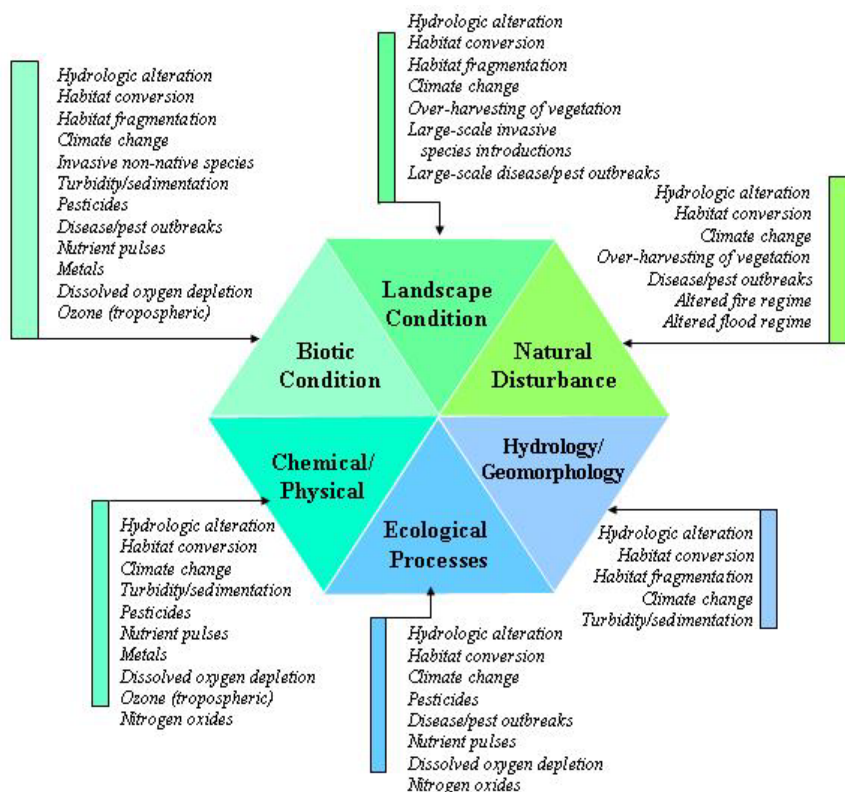 Hydrologic alteration
Habitat conversion
Habitat fragmentation
Climate change
Over-harvesting of vegetation
Large-scale invasive
species introductions
Large-scale disease/pest outbreaks
Hydrologic alteration
Habitat conversion
Habitat fragmentation
Climate change
Invasive non-native species
Turbidity/sedimentation
Pesticides
Disease/pest outbreaks
Nutrient pulses
Metals
Dissolved oxygen depletion
Ozone (tropospheric)
Hydrologic alteration
Habitat conversion
Climate change
Over-harvesting of vegetation
Disease/pest outbreaks
Altered fire regime
Altered flood regime
Landscape
Condition
Biotic
Condition
Natural
Disturbance
Chemical/
Physical
Ecological
Processes
Hydrology/
Geomorphology
Hydrologic alteration
Habitat conversion
Climate change
Turbidity/sedimentation
Pesticides
Nutrient pulses
Metals
Dissolved oxygen depletion
Ozone (tropospheric)
Nitrogen oxides
Hydrologic alteration
Habitat conversion
Climate change
Pesticides
Disease/pest outbreaks
Nutrient pulses
Dissolved oxygen depletion
Nitrogen oxides
Hydrologic alteration
Habitat conversion
Habitat fragmentation
Climate change
Turbidity/sedimentation